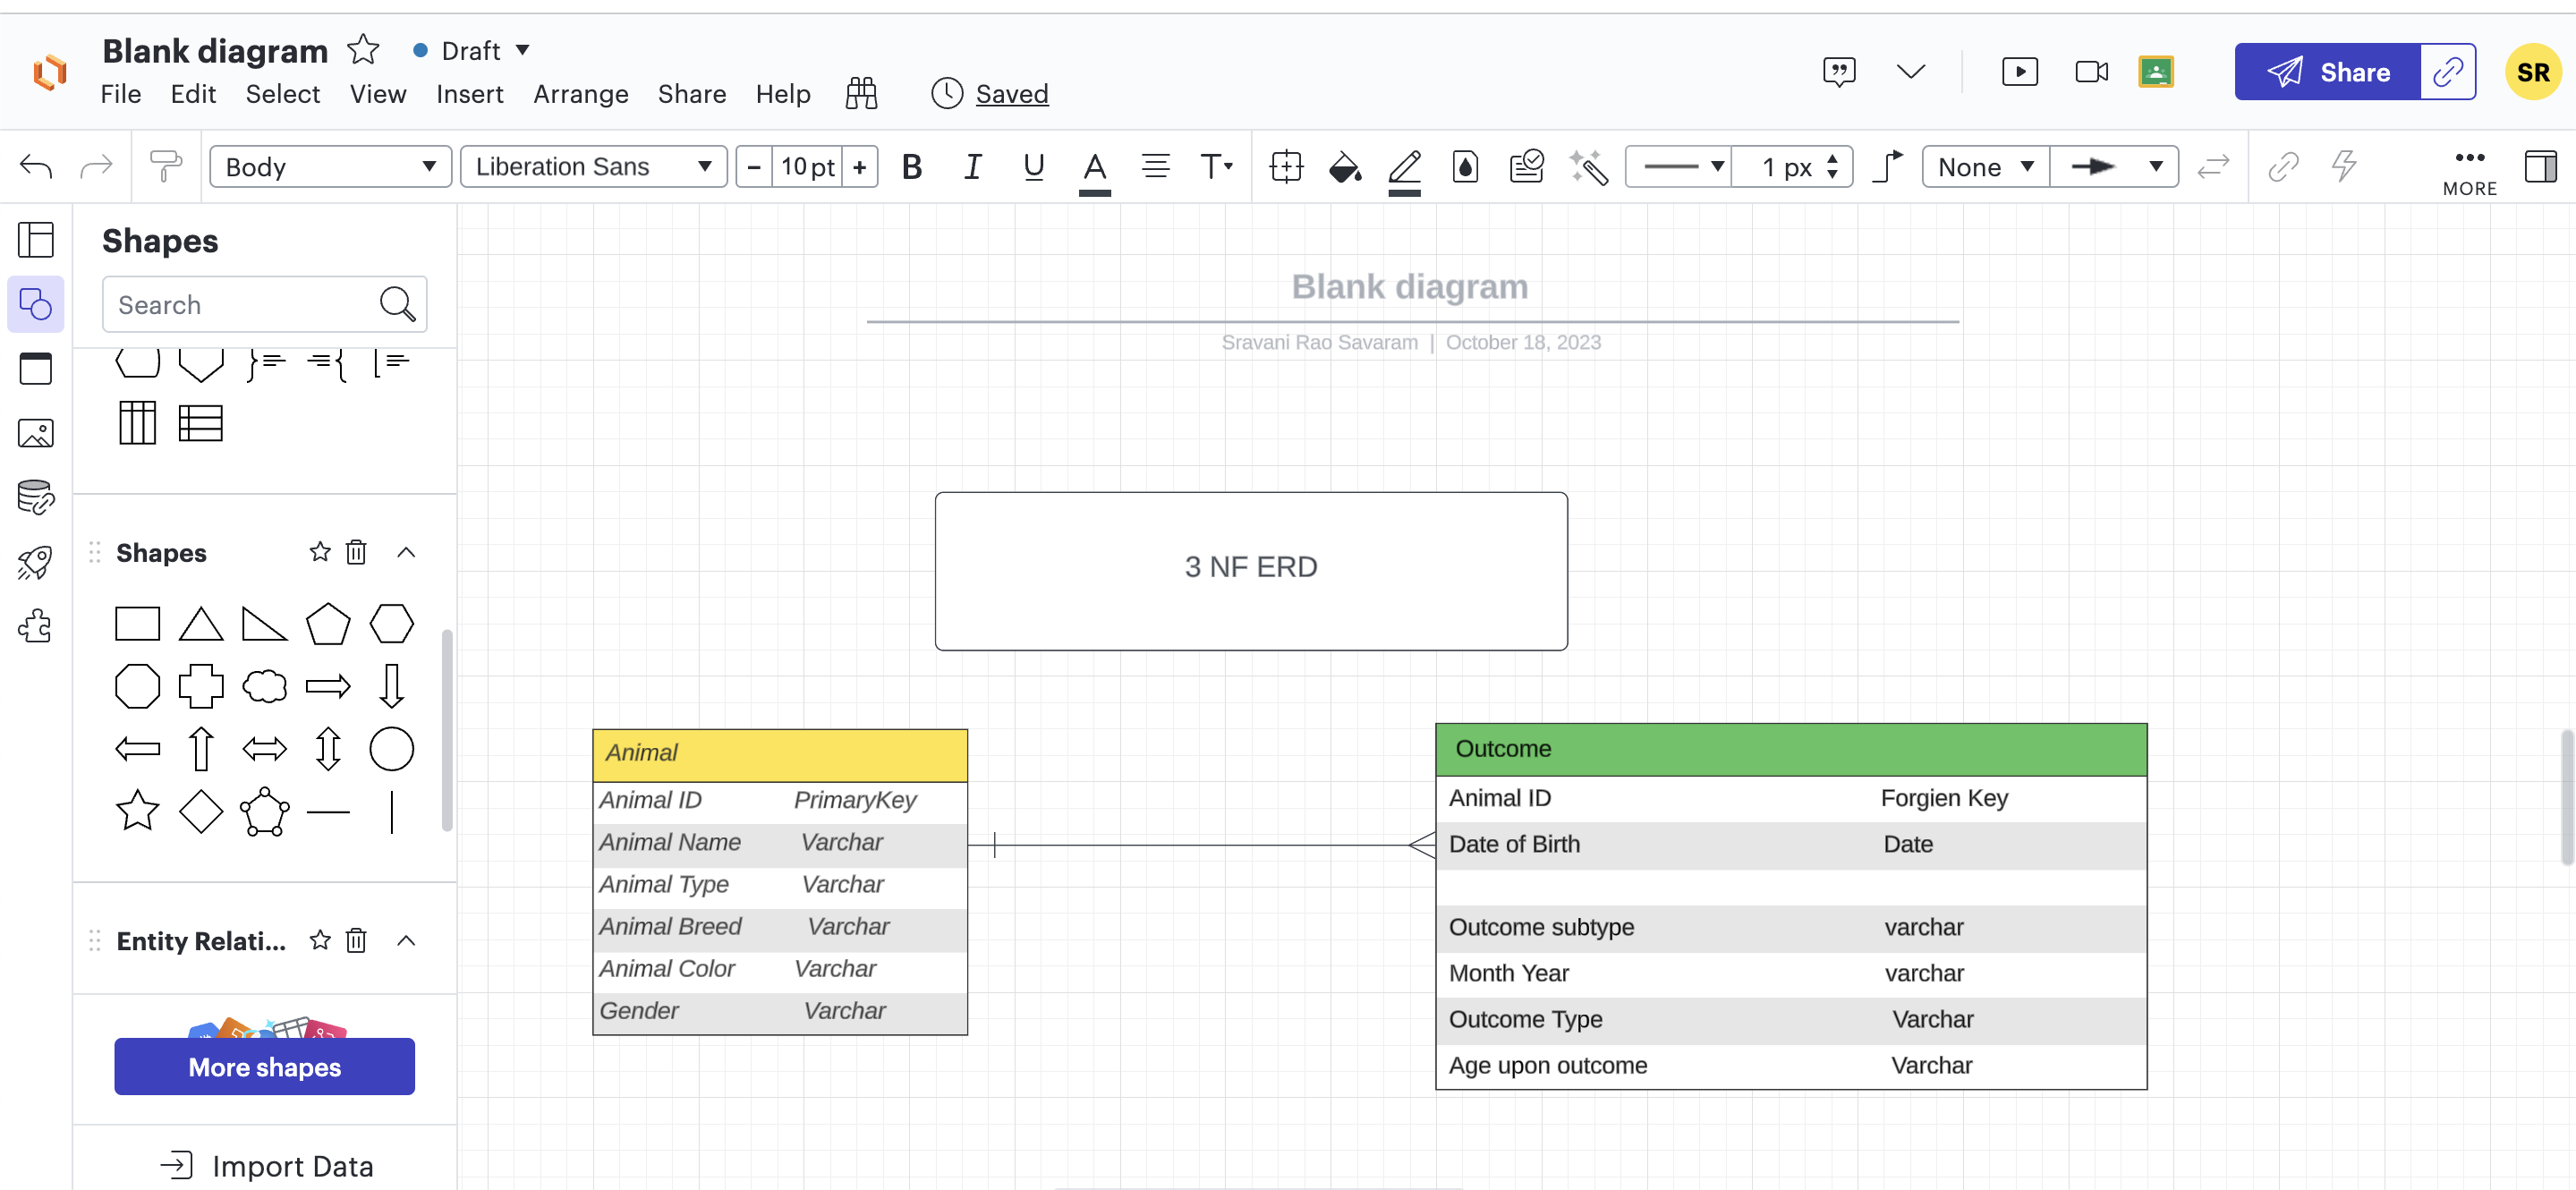 Blank diagram Draft
File Edit Select View Insert Arrange Share Help Saved
Share SR
Body Liberation Sans − 10 pt + B I U A T 1 px None MORE
Shapes
Search
Shapes
Entity Relati...
More shapes
Import Data
Blank diagram
Sravani Rao Savaram | October 18, 2023
3 NF ERD
Animal
Animal ID PrimaryKey
Animal Name Varchar
Animal Type Varchar
Animal Breed Varchar
Animal Color Varchar
Gender Varchar
Outcome
Animal ID Forgien Key
Date of Birth Date
Outcome subtype varchar
Month Year varchar
Outcome Type Varchar
Age upon outcome Varchar